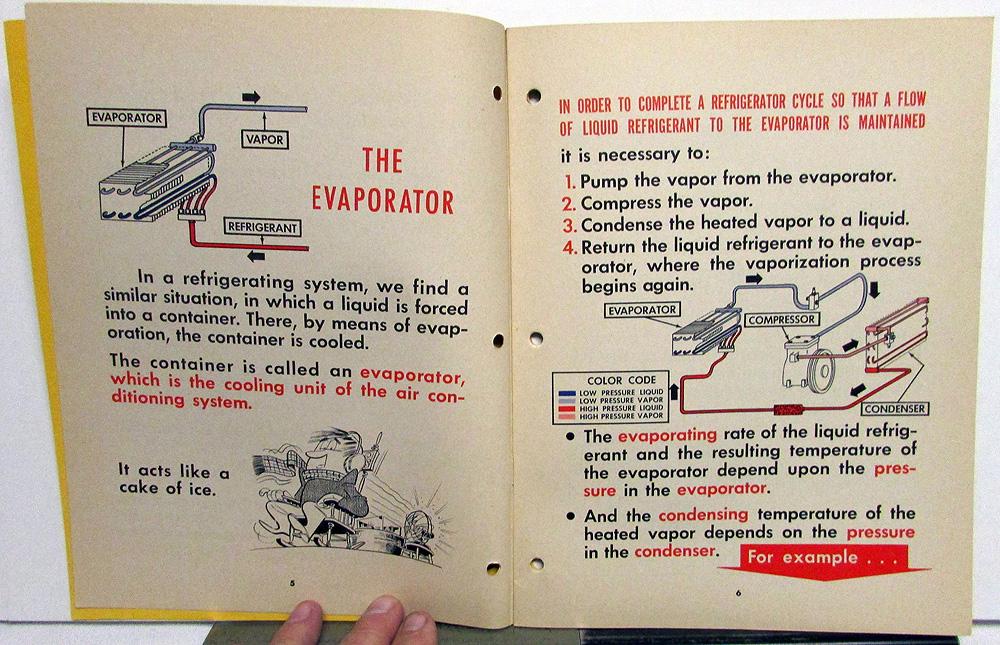 EVAPORATOR
VAPOR
THE
EVAPORATOR
REFRIGERANT
In a refrigerating system, we find a
similar situation, in which a liquid is forced
into a container. There, by means of evap-
oration, the container is cooled.
The container is called an evaporator,
which is the cooling unit of the air con-
ditioning system.
It acts like a
cake of ice.
5
IN ORDER TO COMPLETE A REFRIGERATOR CYCLE SO THAT A FLOW
OF LIQUID REFRIGERANT TO THE EVAPORATOR IS MAINTAINED
it is necessary to:
1. Pump the vapor from the evaporator.
2. Compress the vapor.
3. Condense the heated vapor to a liquid.
4. Return the liquid refrigerant to the evap-
orator, where the vaporization process
begins again.
EVAPORATOR
COMPRESSOR
COLOR CODE
LOW PRESSURE LIQUID
LOW PRESSURE VAPOR
HIGH PRESSURE LIQUID
HIGH PRESSURE VAPOR
CONDENSER
• The evaporating rate of the liquid refrig-
erant and the resulting temperature of
the evaporator depend upon the pres-
sure in the evaporator.
• And the condensing temperature of the
heated vapor depends on the pressure
in the condenser.
For example . . .
6